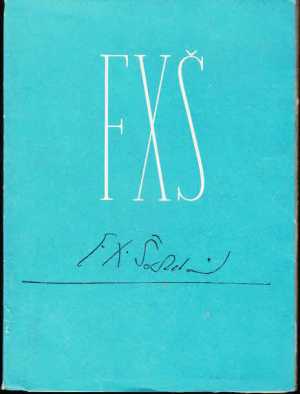 FXŠ
F. X. Šalda